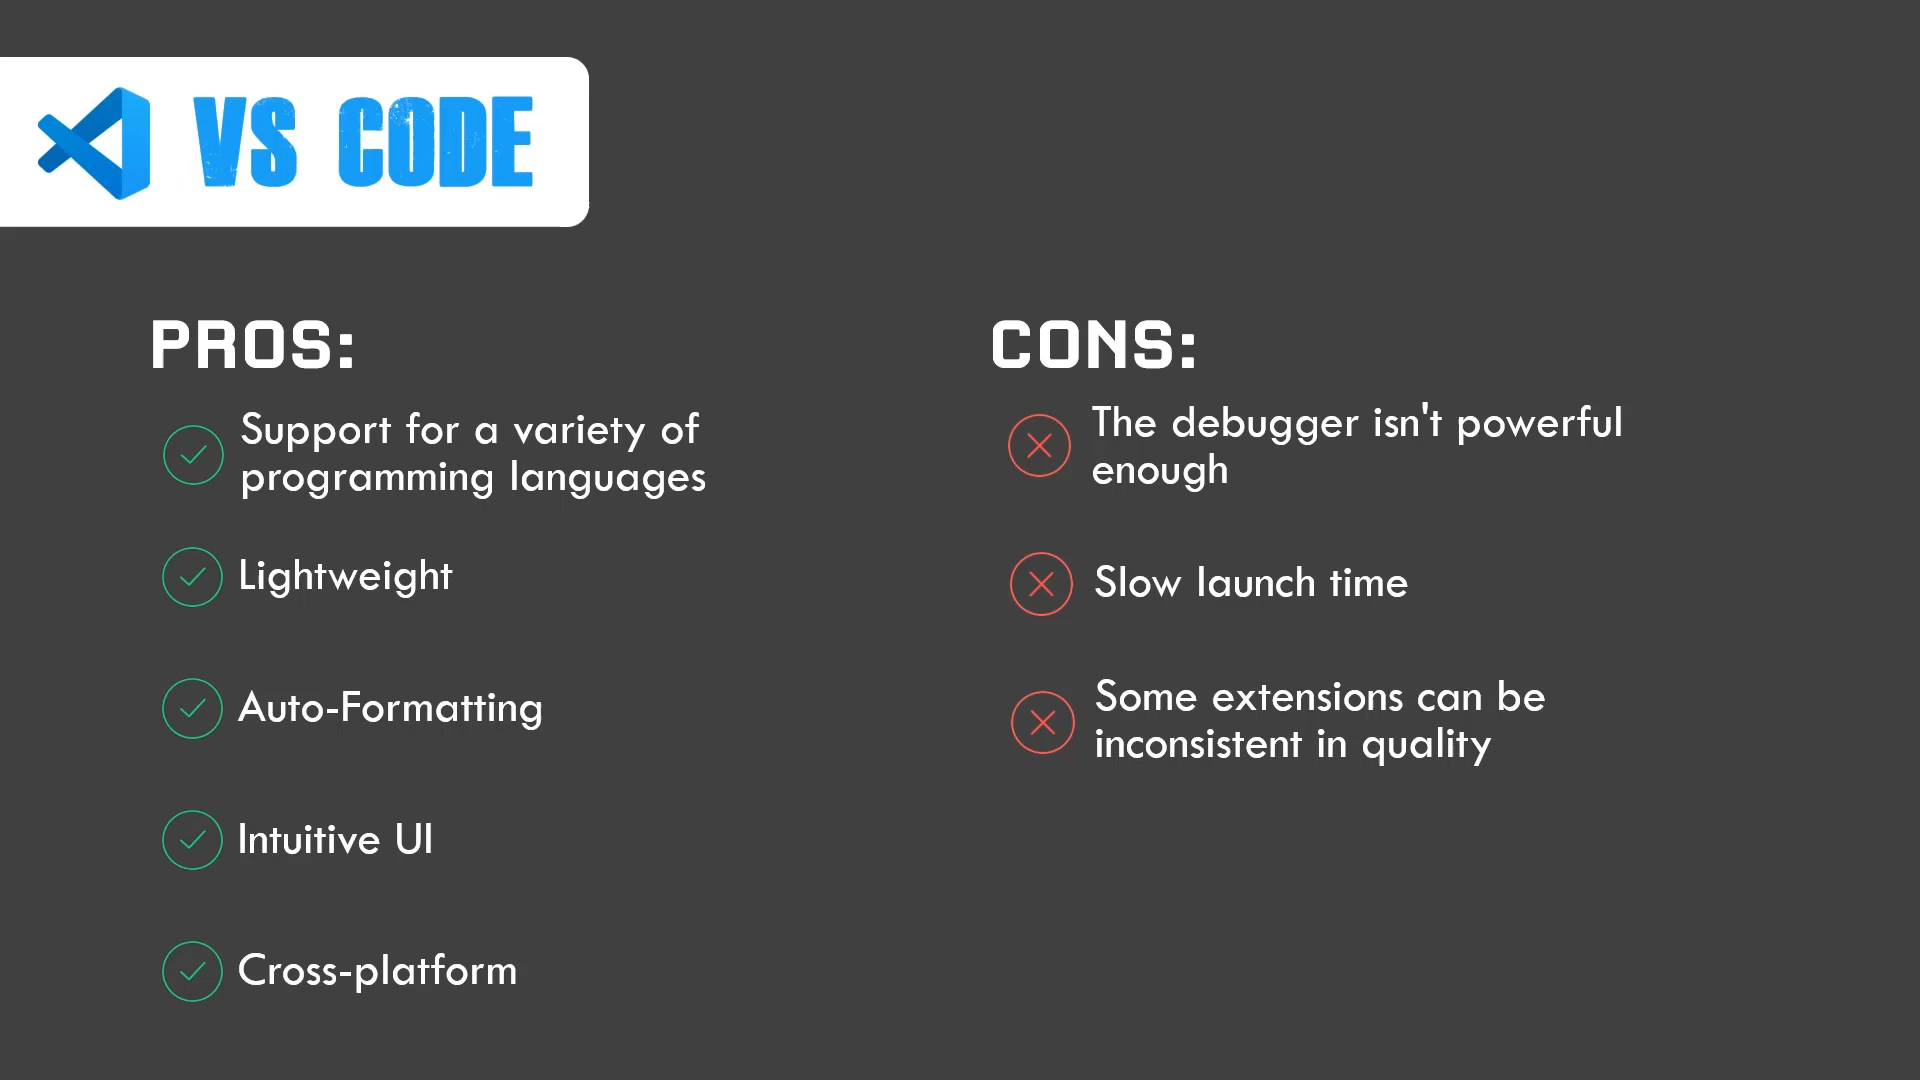 VS CODE
PROS:
Support for a variety of
programming languages
Lightweight
Auto-Formatting
Intuitive UI
Cross-platform
CONS:
The debugger isn't powerful
enough
Slow launch time
Some extensions can be
inconsistent in quality